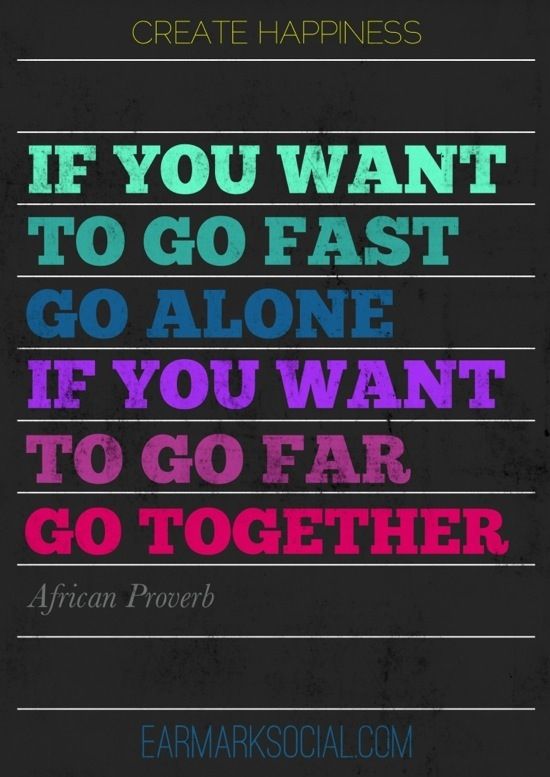 CREATE HAPPINESS
IF YOU WANT
TO GO FAST
GO ALONE
IF YOU WANT
TO GO FAR
GO TOGETHER
African Proverb
EARMARKSOCIAL.COM